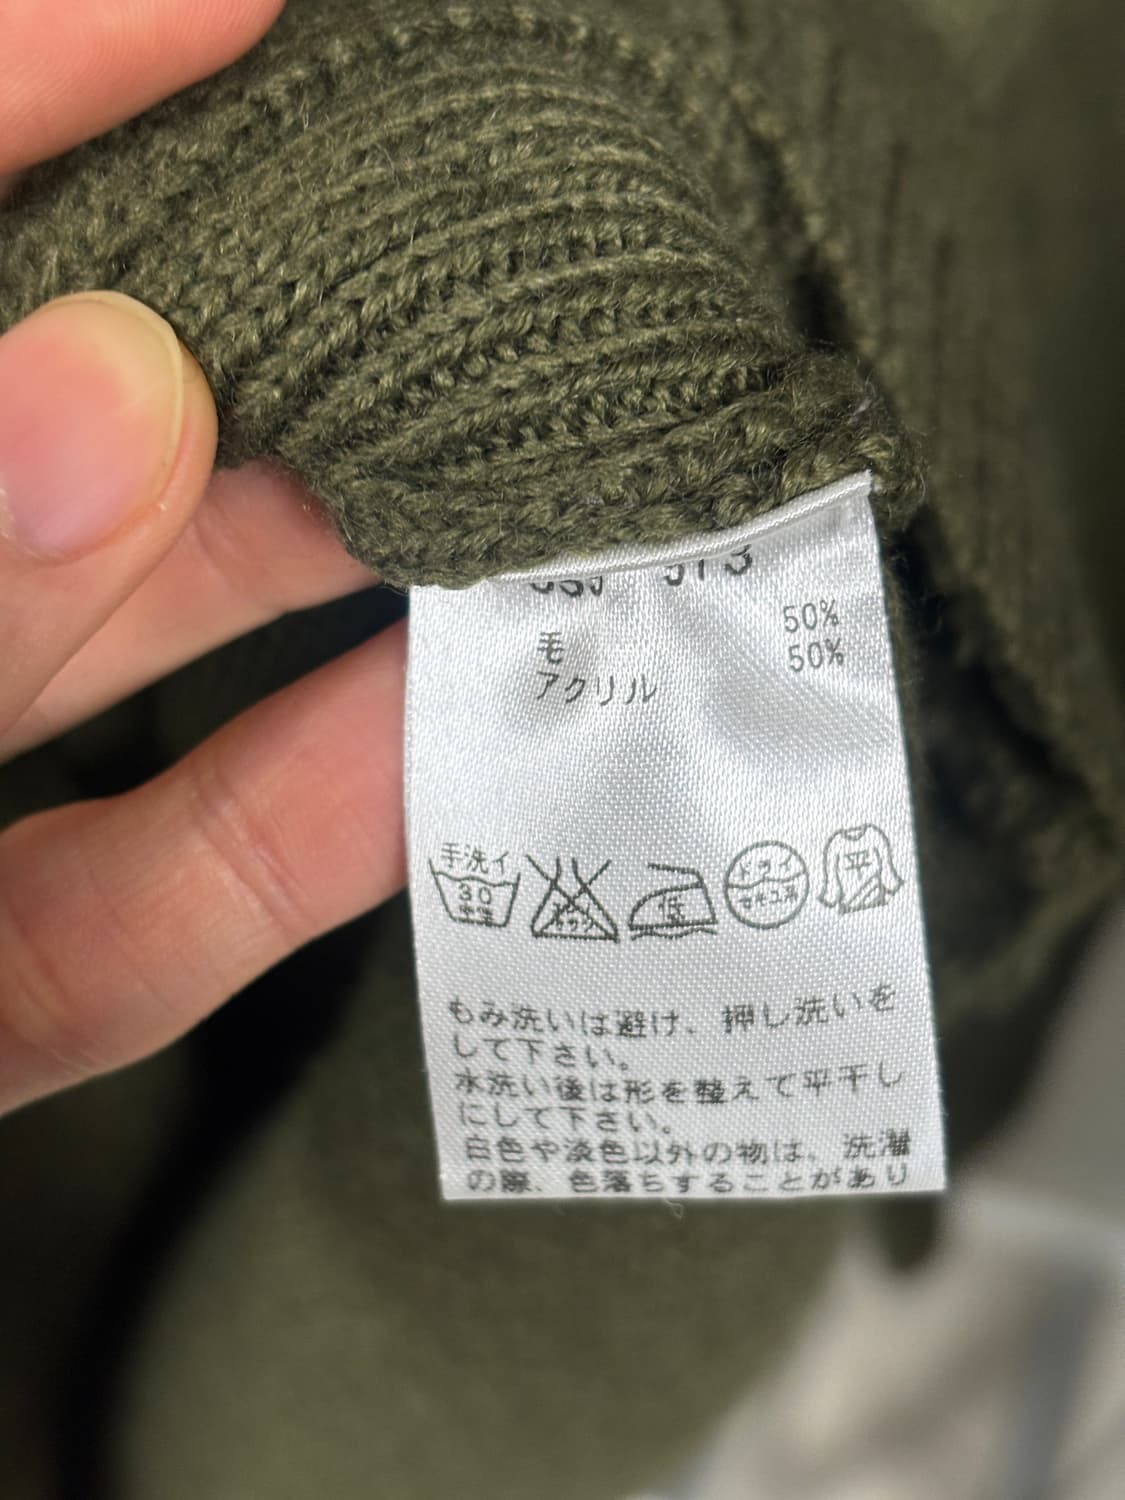 毛 50%
アクリル 50%
手洗イ
30
中性
エンソサラシ
低
ドライ
セキユ系
平
もみ洗いは避け、押し洗いを
して下さい。
水洗い後は形を整えて平干し
にして下さい。
白色や淡色以外の物は、洗濯
の際、色落ちすることがあり